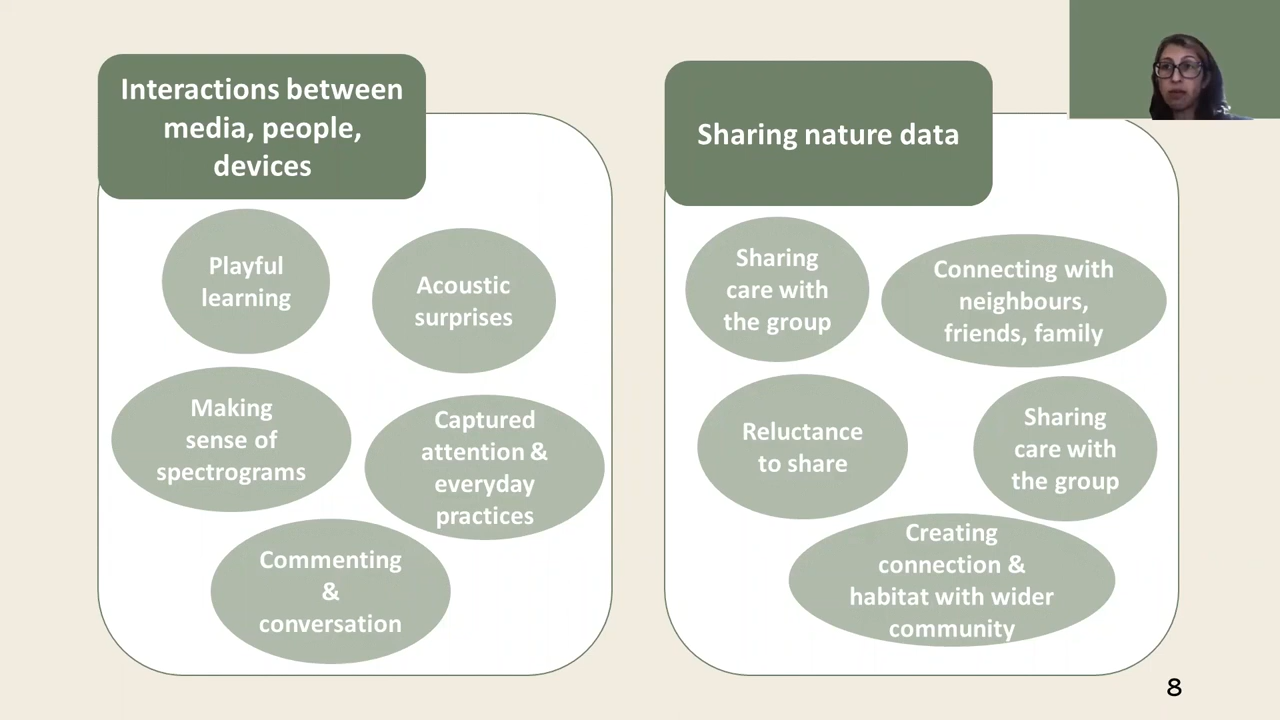 Interactions between
media, people,
devices
Playful
learning
Acoustic
surprises
Making
sense of
spectrograms
Captured
attention &
everyday
practices
Commenting
&
conversation
Sharing nature data
Sharing
care with
the group
Connecting with
neighbours,
friends, family
Reluctance
to share
Sharing
care with
the group
Creating
connection &
habitat with wider
community
8